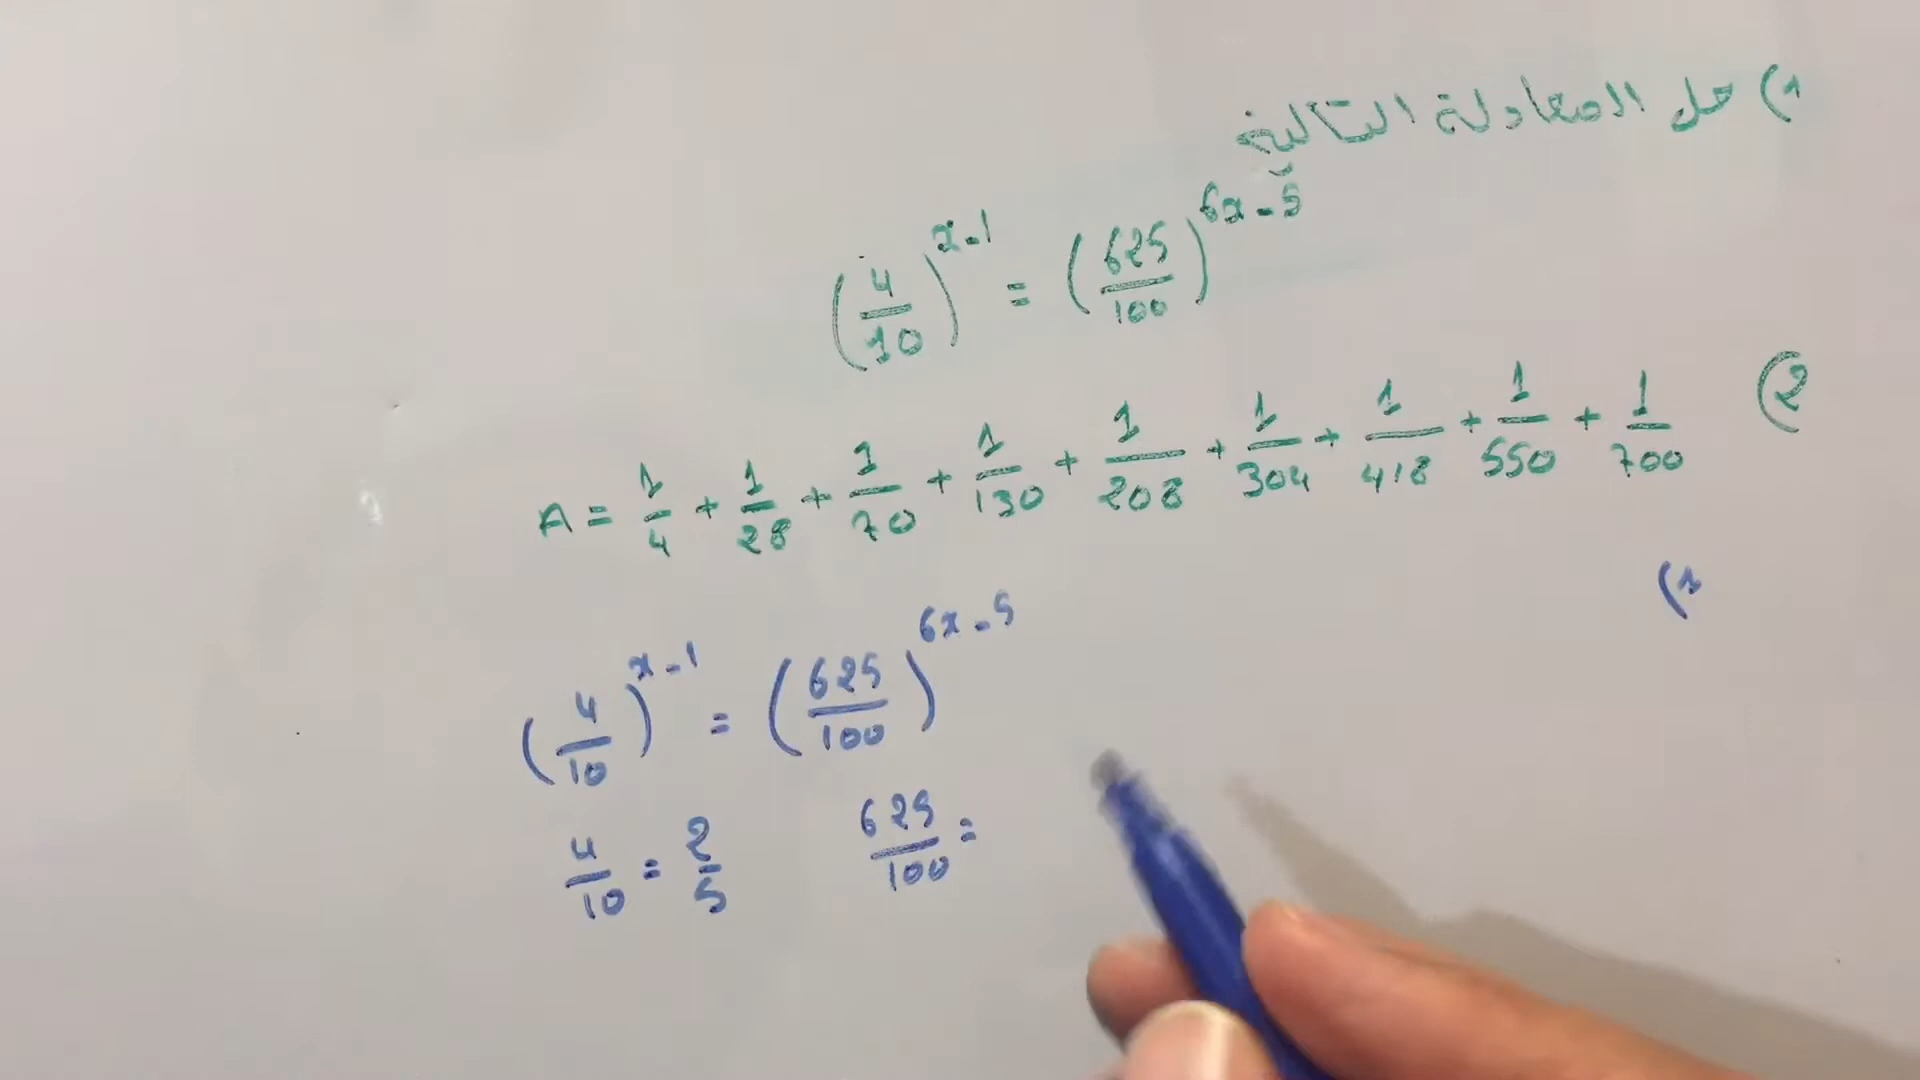 1) حل المعادلة التالية
(4/10)^(x-1) = (625/100)^(6x-5)
2) A = 1/4 + 1/28 + 1/70 + 1/130 + 1/208 + 1/304 + 1/418 + 1/550 + 1/700
1)
(4/10)^(x-1) = (625/100)^(6x-5)
4/10 = 2/5 625/100 =